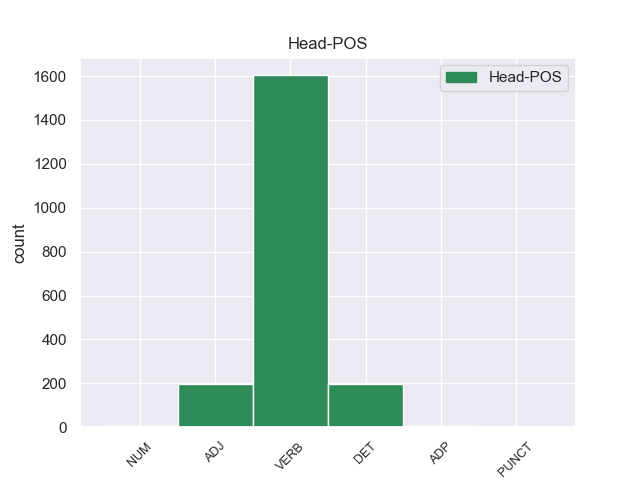 Head-POS
Head-POS
1600
1400
1200
1000
800
600
400
200
0
count
NUM
ADJ
VERB
DET
ADP
PUNCT